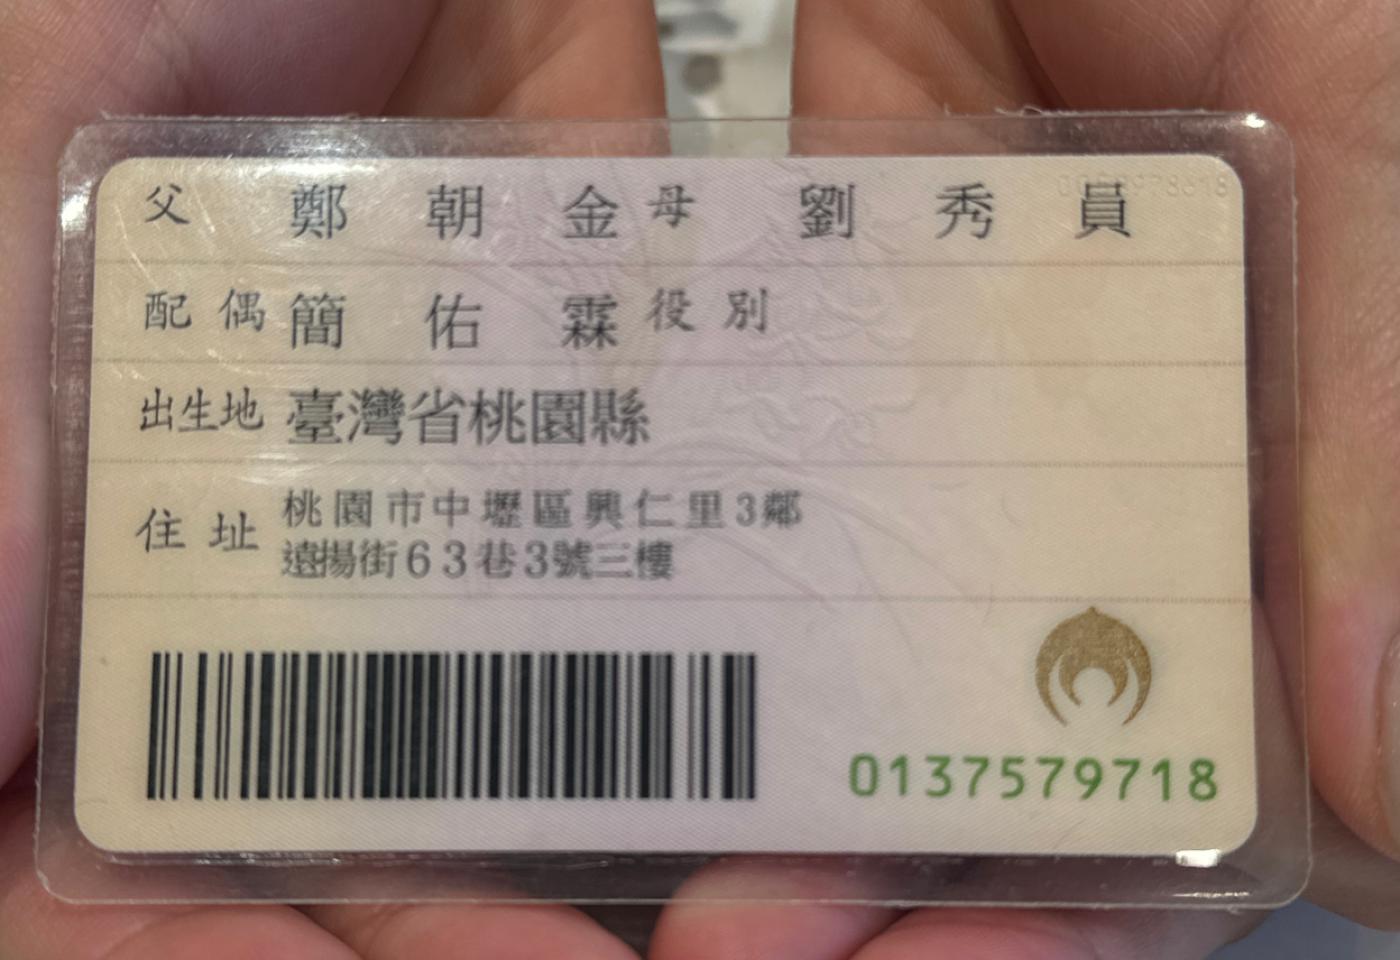 父 鄭朝金 母 劉秀員
配偶 簡佑霖 役別
出生地 臺灣省桃園縣
住址 桃園市中壢區興仁里3鄰
遠揚街63巷3號三樓
0137579718